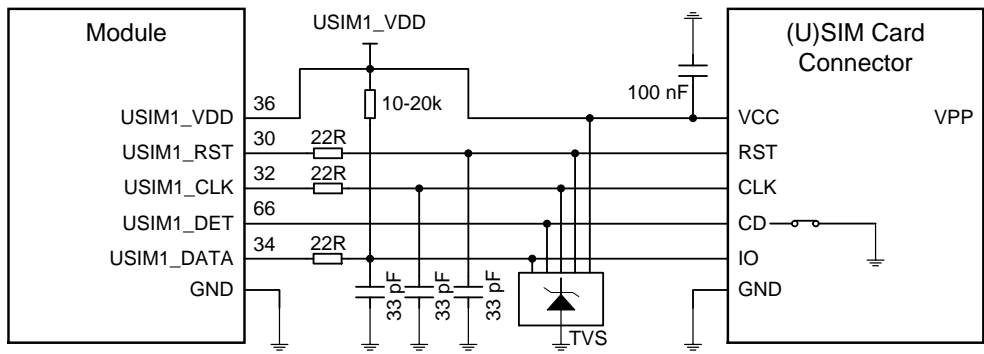 Module
USIM1_VDD
(U)SIM Card
Connector
36
10-20k
100 nF
USIM1_VDD
VCC
VPP
30
22R
USIM1_RST
RST
32
22R
USIM1_CLK
CLK
66
USIM1_DET
CD
34
22R
USIM1_DATA
IO
GND
33 pF
33 pF
33 pF
GND
TVS